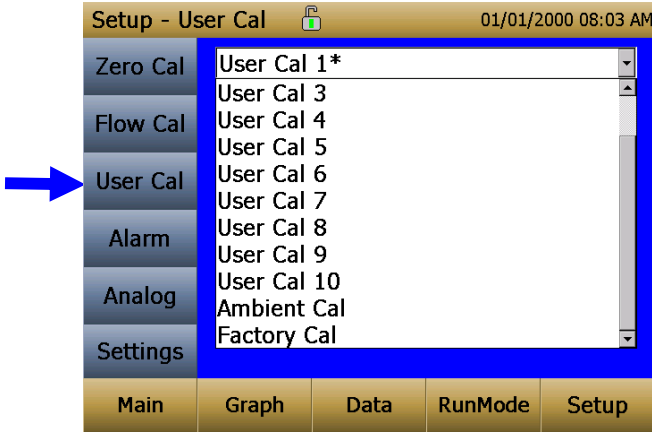 Setup - User Cal 01/01/2000 08:03 AM
Zero Cal
Flow Cal
User Cal
Alarm
Analog
Settings
User Cal 1*
User Cal 3
User Cal 4
User Cal 5
User Cal 6
User Cal 7
User Cal 8
User Cal 9
User Cal 10
Ambient Cal
Factory Cal
Main Graph Data RunMode Setup